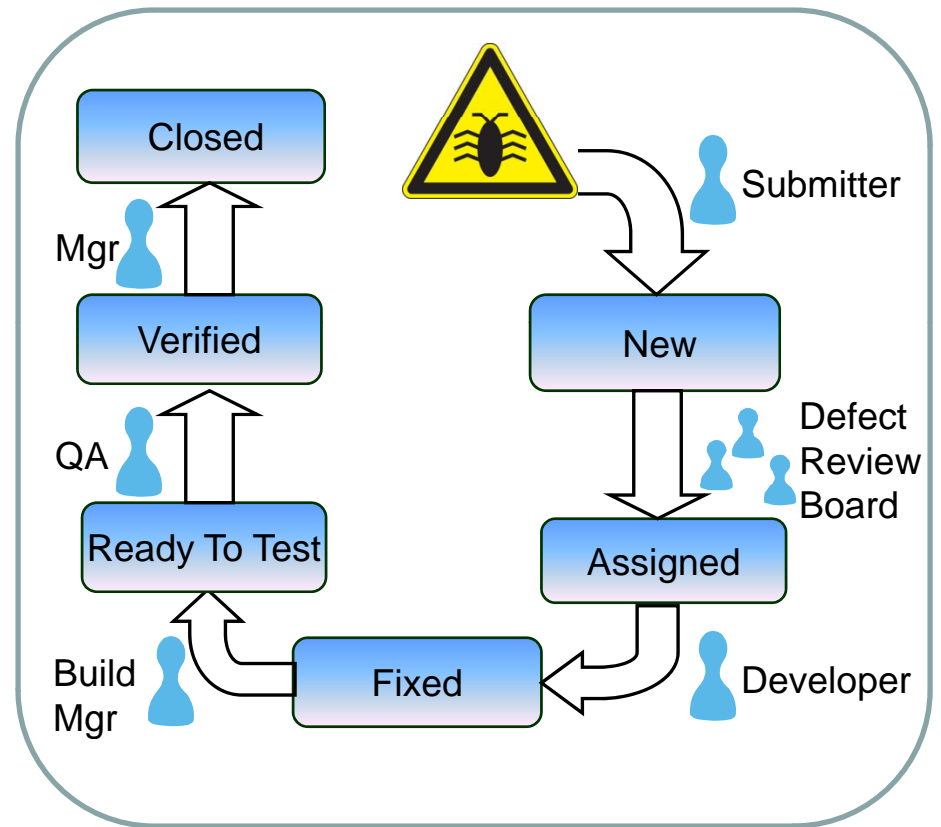 Submitter
New
Defect
Review
Board
Assigned
Developer
Fixed
Build
Mgr
Ready To Test
QA
Verified
Mgr
Closed